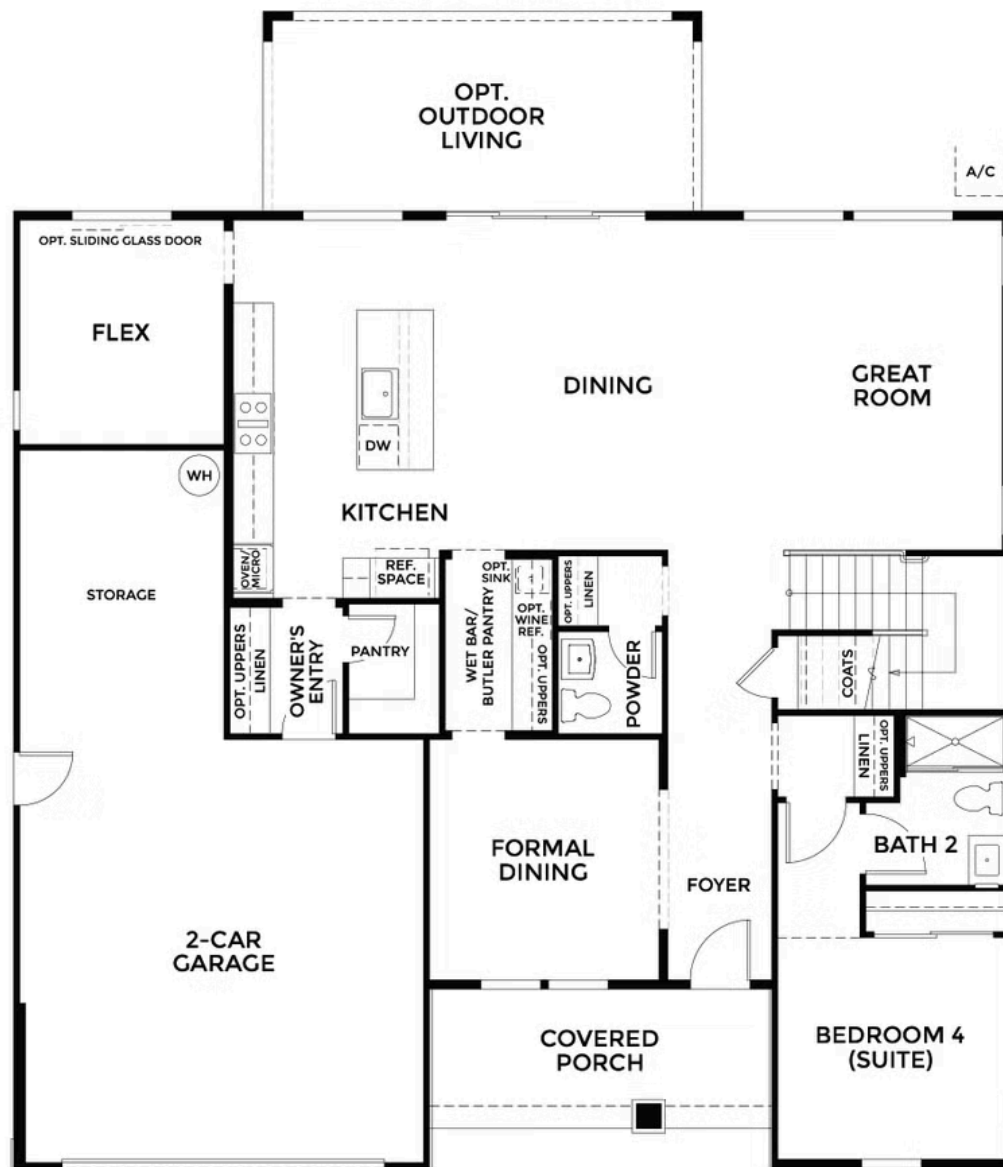 OPT.
OUTDOOR
LIVING
A/C
OPT. SLIDING GLASS DOOR
FLEX
DINING
GREAT
ROOM
DW
WH
KITCHEN
STORAGE
OVEN/
MICRO
REF.
SPACE
OPT.
SINK
OPT.
WINE
REF.
OPT. UPPERS
WET BAR/
BUTLER PANTRY
OPT. UPPERS
LINEN
OPT. UPPERS
LINEN
OWNER'S
ENTRY
PANTRY
POWDER
COATS
LINEN
OPT. UPPERS
BATH 2
FORMAL
DINING
FOYER
2-CAR
GARAGE
COVERED
PORCH
BEDROOM 4
(SUITE)